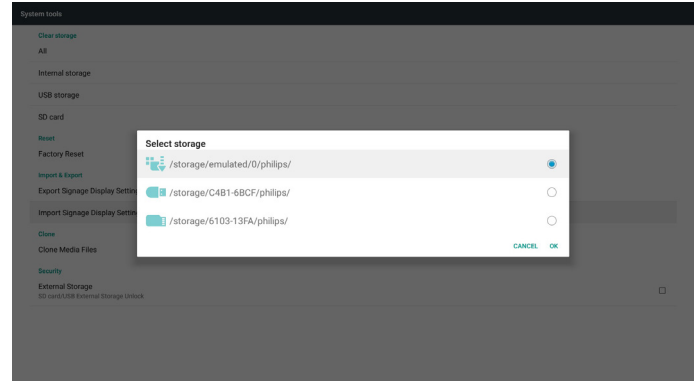 System tools
Clear storage
All
Internal storage
USB storage
SD card
Reset
Factory Reset
Import & Export
Export Signage Display Settin
Import Signage Display Settin
Clone
Clone Media Files
Security
External Storage
SD card/USB External Storage Unlock
Select storage
/storage/emulated/0/philips/
/storage/C4B1-6BCF/philips/
/storage/6103-13FA/philips/
CANCEL OK